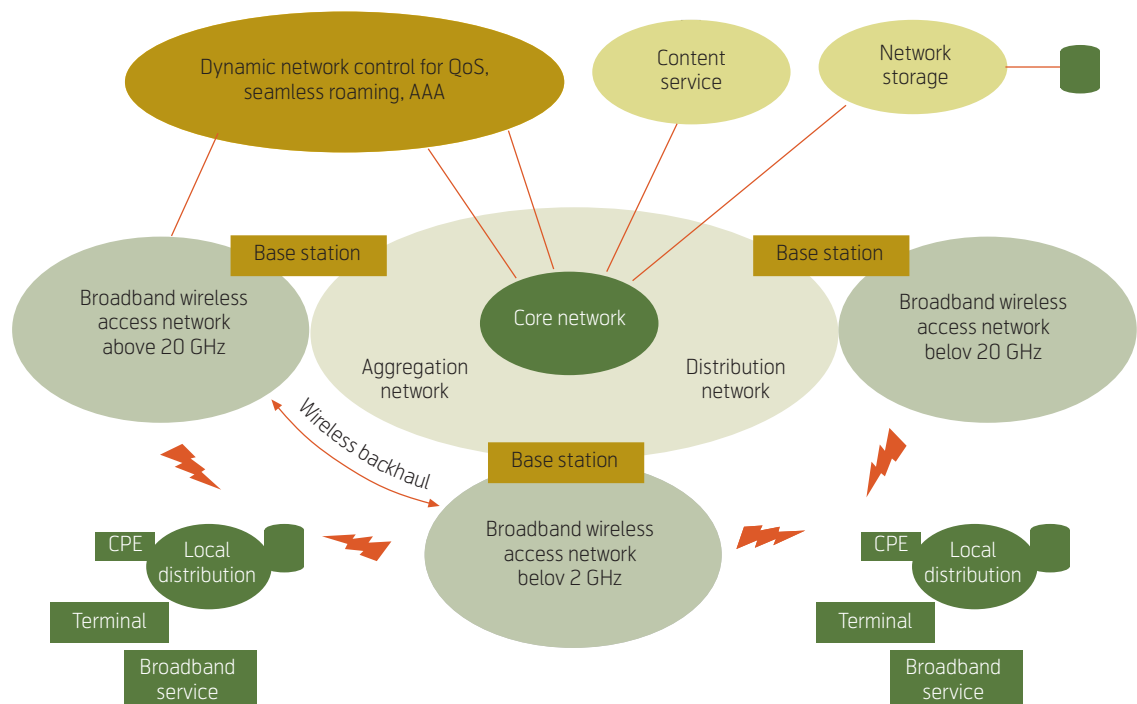 Dynamic network control for QoS,
seamless roaming, AAA
Content
service
Network
storage
Base station
Base station
Broadband wireless
access network
above 20 GHz
Core network
Broadband wireless
access network
belov 20 GHz
Aggregation
network
Distribution
network
Wireless backhaul
Base station
Broadband wireless
access network
belov 2 GHz
CPE
Local
distribution
Terminal
Broadband
service
CPE
Local
distribution
Terminal
Broadband
service